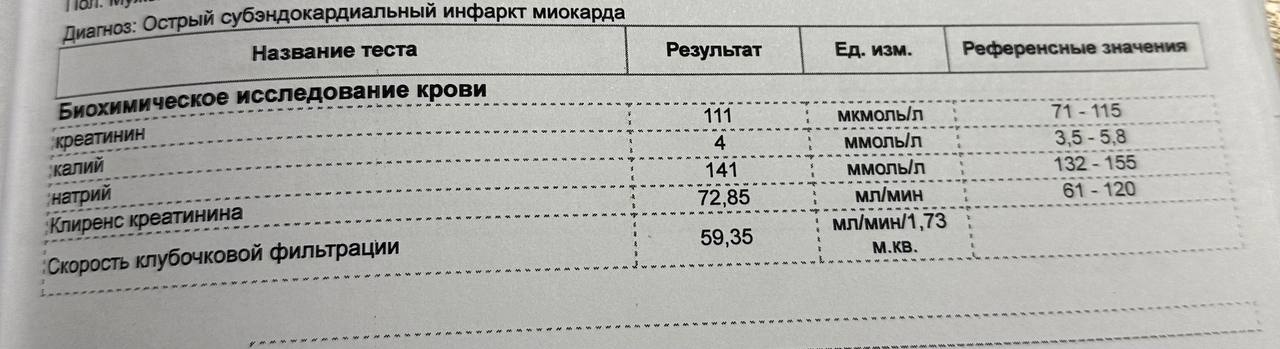 Пол:
Диагноз: Острый субэндокардиальный инфаркт миокарда
Название теста Результат Ед. изм. Референсные значения
Биохимическое исследование крови
креатинин 111 мкмоль/л 71 - 115
калий 4 ммоль/л 3,5 - 5,8
натрий 141 ммоль/л 132 - 155
Клиренс креатинина 72,85 мл/мин 61 - 120
Скорость клубочковой фильтрации 59,35 мл/мин/1,73
м.кв.